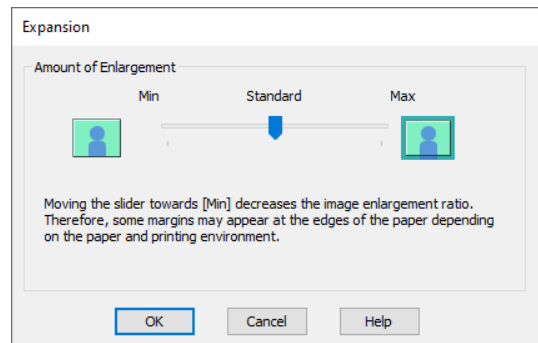 Expansion
Amount of Enlargement
Min Standard Max
Moving the slider towards [Min] decreases the image enlargement ratio.
Therefore, some margins may appear at the edges of the paper depending
on the paper and printing environment.
OK Cancel Help